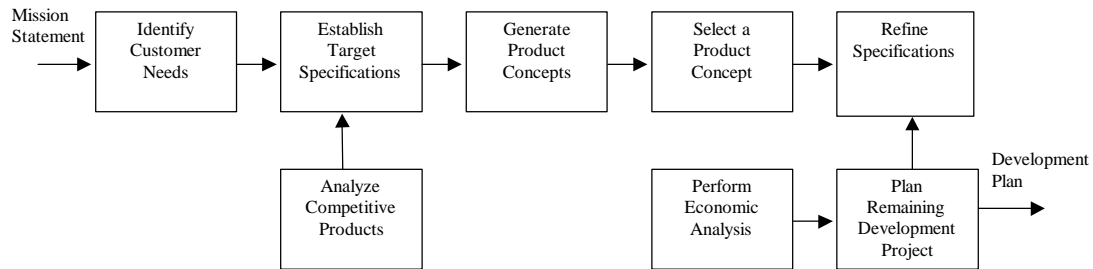 Mission
Statement
Identify
Customer
Needs
Establish
Target
Specifications
Generate
Product
Concepts
Select a
Product
Concept
Refine
Specifications
Analyze
Competitive
Products
Perform
Economic
Analysis
Plan
Remaining
Development
Project
Development
Plan